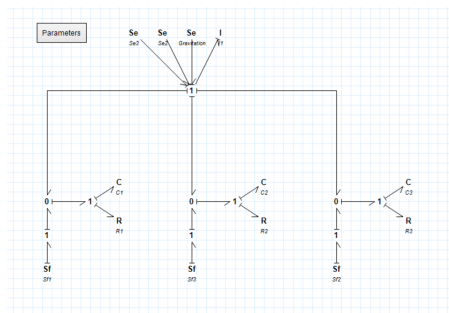 Parameters
Se Se Se I
Se3 Se2 Gravitation I1
1
C C C
C1 C2 C3
0 1 0 1 0 1
R R R
R1 R2 R3
1 1 1
Sf Sf Sf
Sf1 Sf3 Sf2